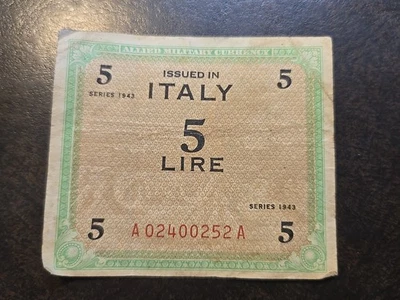 ALLIED MILITARY CURRENCY
5 ISSUED IN 5
SERIES 1943 ITALY
5
LIRE
SERIES 1943
5 A 02400252 A 5